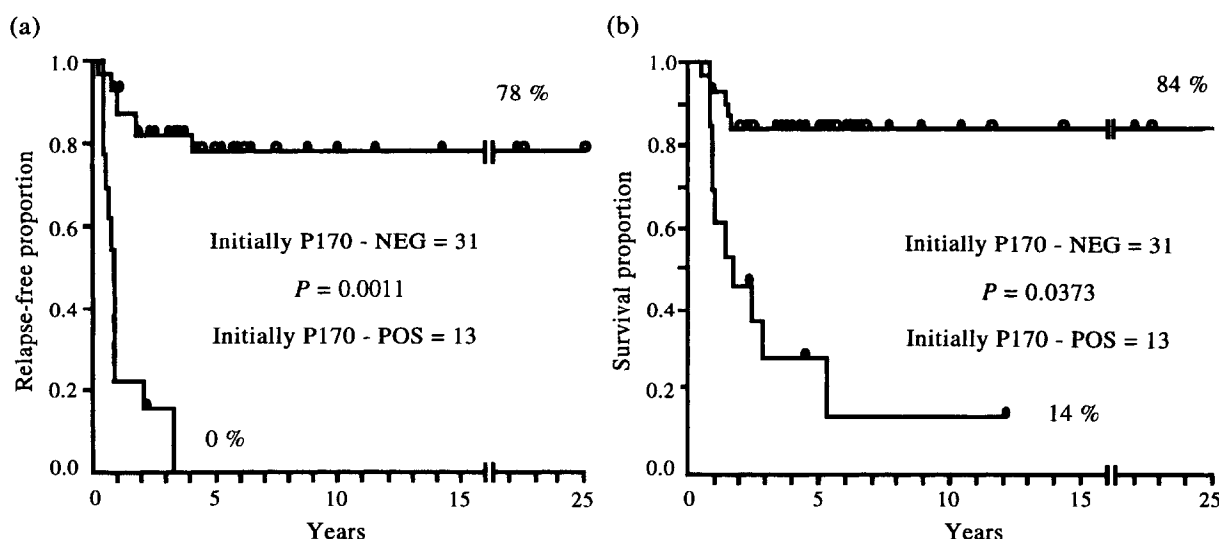 (a)
1.0
0.8
0.6
0.4
0.2
0.0
Relapse-free proportion
78 %
Initially P170 - NEG = 31
P = 0.0011
Initially P170 - POS = 13
0 %
0
5
10
15
25
Years
(b)
1.0
0.8
0.6
0.4
0.2
0.0
Survival proportion
84 %
Initially P170 - NEG = 31
P = 0.0373
Initially P170 - POS = 13
14 %
0
5
10
15
25
Years